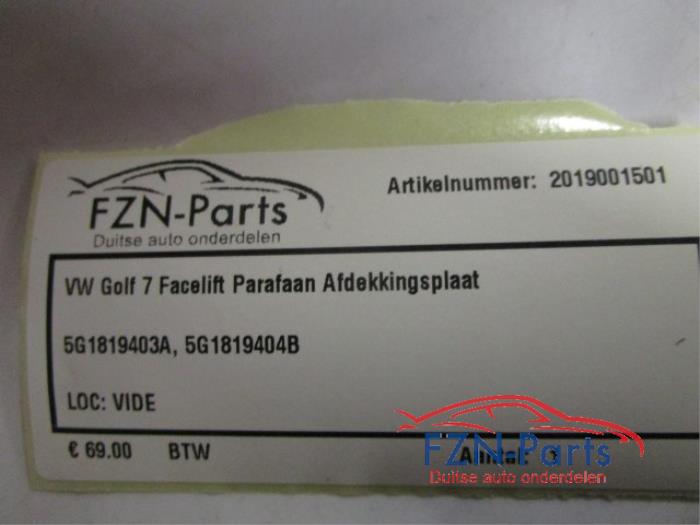 FZN-Parts
Duitse auto onderdelen
Artikelnummer: 2019001501
VW Golf 7 Facelift Parafaan Afdekkingsplaat
5G1819403A, 5G1819404B
LOC: VIDE
€ 69.00 BTW
Aantal:
FZN-Parts
Duitse auto onderdelen